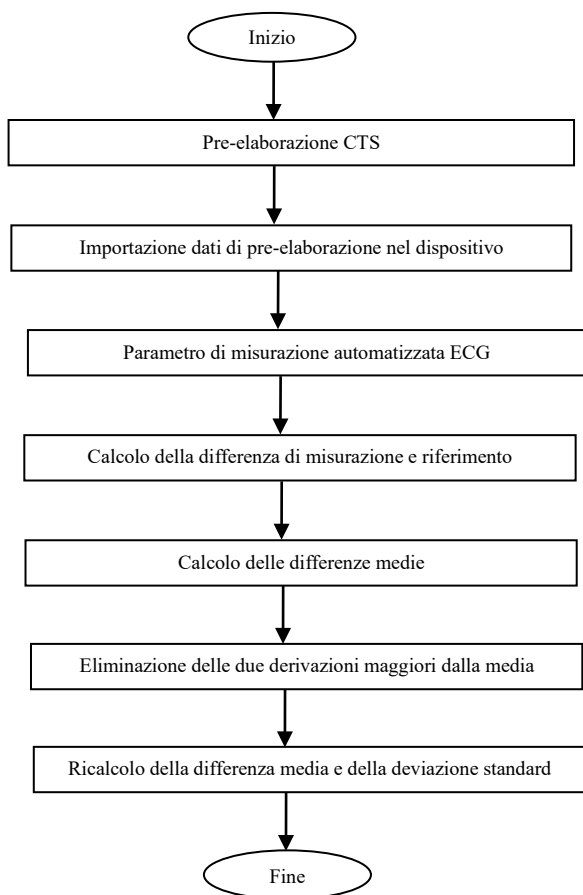 Inizio
Pre-elaborazione CTS
Importazione dati di pre-elaborazione nel dispositivo
Parametro di misurazione automatizzata ECG
Calcolo della differenza di misurazione e riferimento
Calcolo delle differenze medie
Eliminazione delle due derivazioni maggiori dalla media
Ricalcolo della differenza media e della deviazione standard
Fine